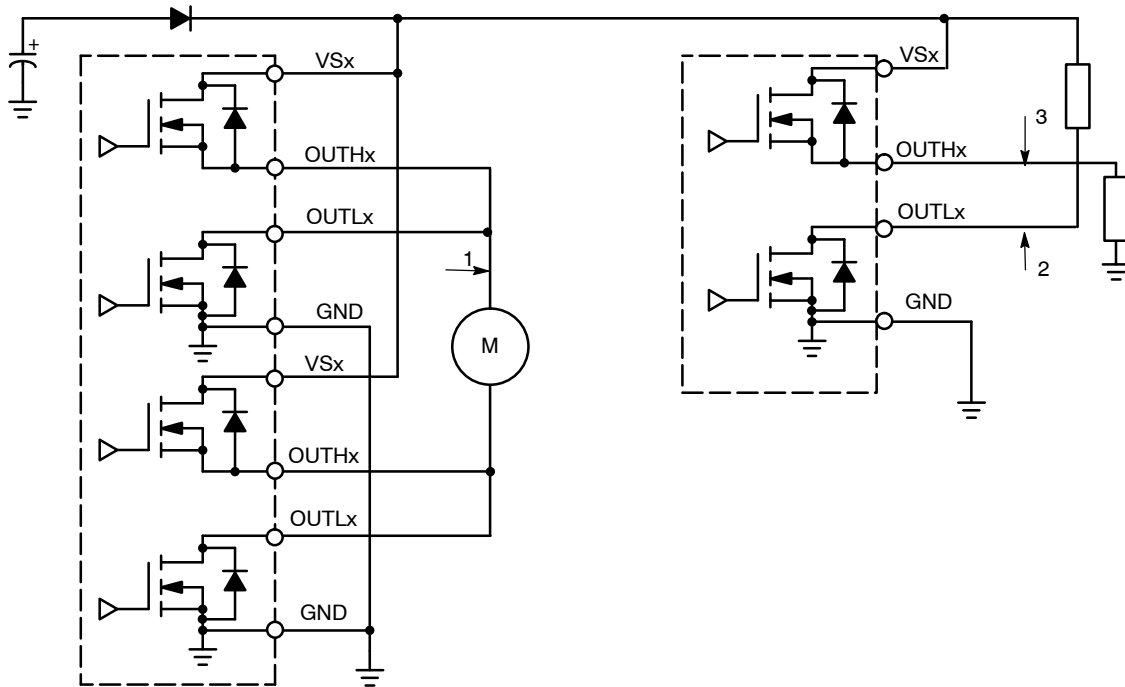 +
VSx
OUTHx
OUTLx
1
GND
M
VSx
OUTHx
OUTLx
GND
VSx
3
OUTHx
OUTLx
2
GND